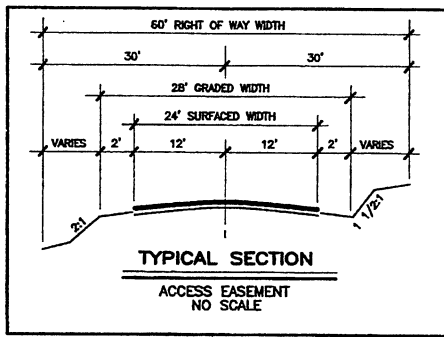 60' RIGHT OF WAY WIDTH
30' 30'
28' GRADED WIDTH
24' SURFACED WIDTH
VARIES 2' 12' 12' 2' VARIES
2:1
1 1/2:1
TYPICAL SECTION
ACCESS EASEMENT
NO SCALE